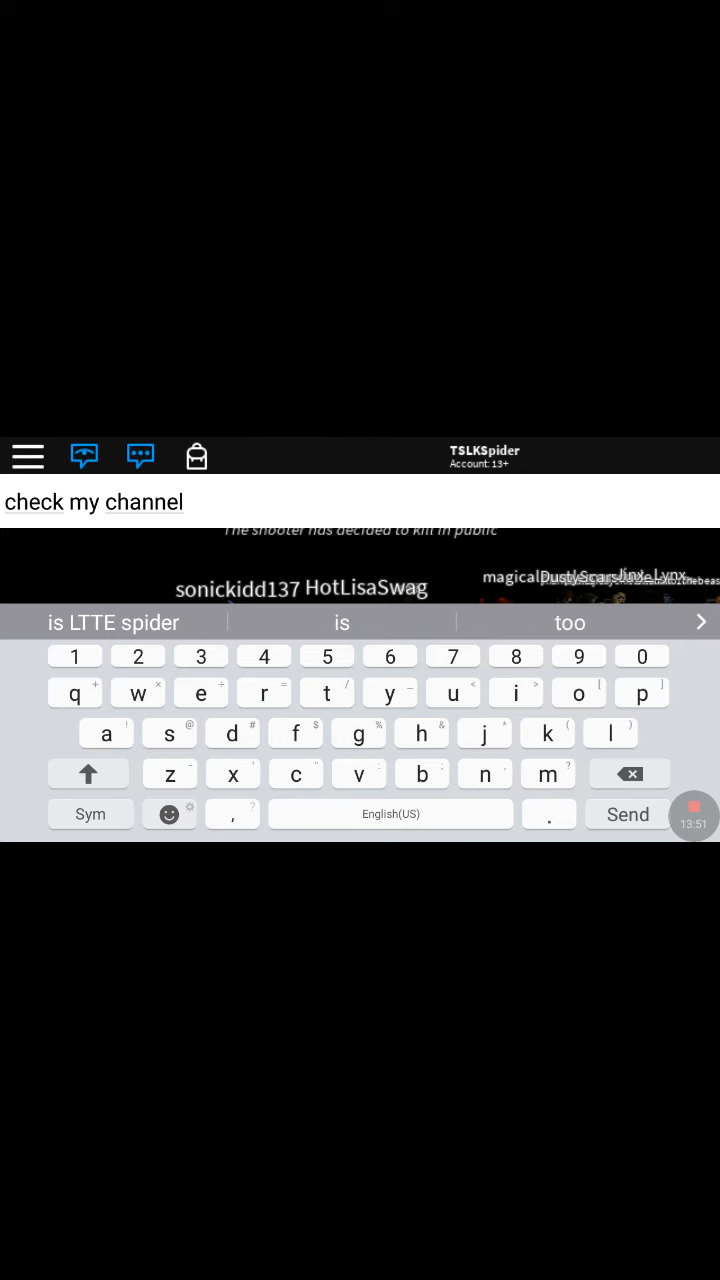 TSLKSpider
Account: 13+
check my channel
The shooter has decided to kill in public
sonickidd137 HotLisaSwag
is LTTE spider is too
1 2 3 4 5 6 7 8 9 0
q + w × e ÷ r = t / y _ u < i > o [ p ]
a ! s @ d # f $ g % h & j * k ( l )
z - x ' c " v : b ; n , m ?
Sym , ? English(US) . Send
13:51